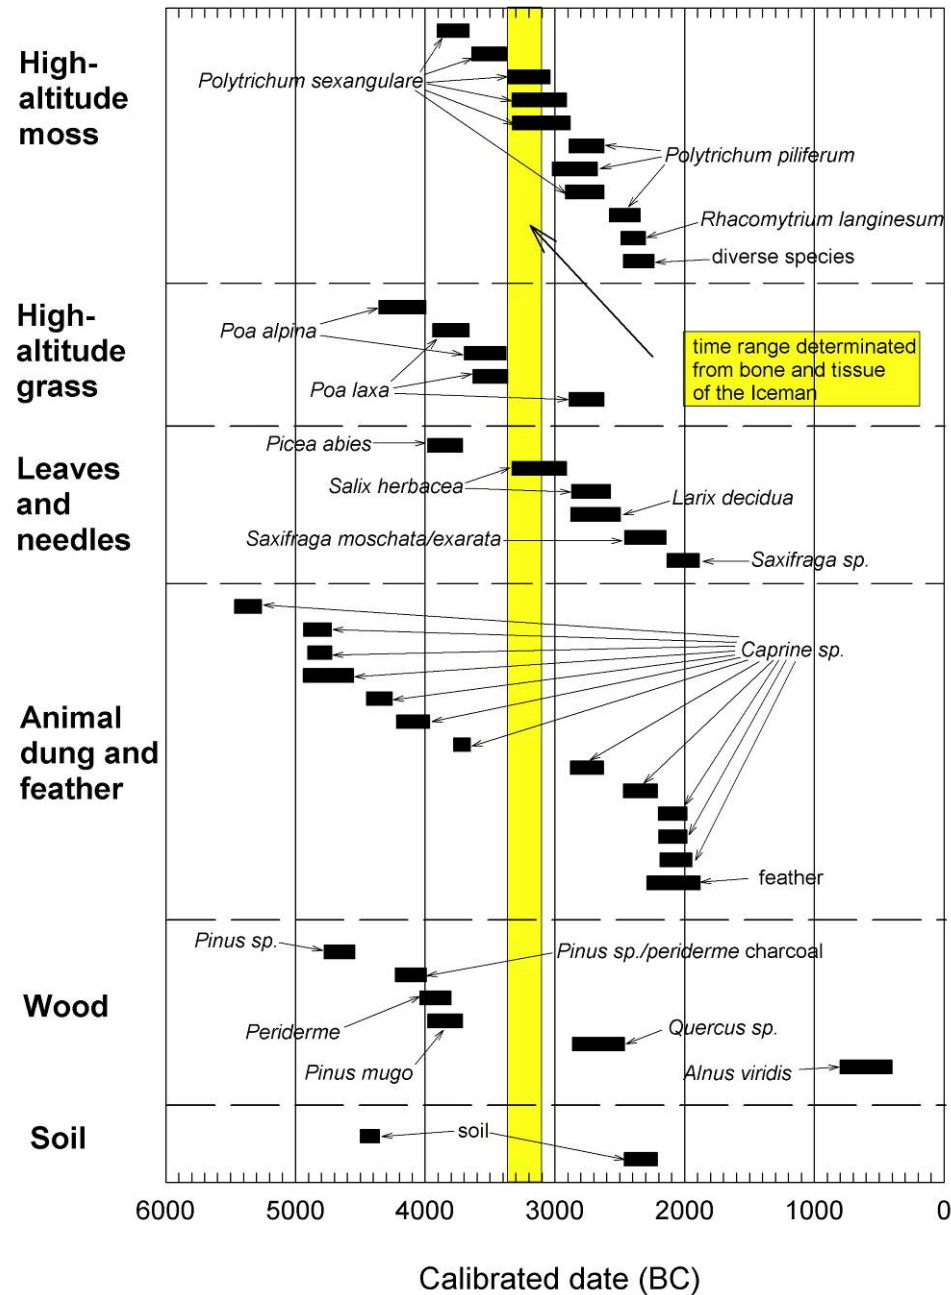 High-
altitude
moss
Polytrichum sexangulare
Polytrichum piliferum
Rhacomytrium langinesum
diverse species
High-
altitude
grass
Poa alpina
Poa laxa
time range determinated
from bone and tissue
of the Iceman
Leaves
and
needles
Picea abies
Salix herbacea
Larix decidua
Saxifraga moschata/exarata
Saxifraga sp.
Animal
dung and
feather
Caprine sp.
feather
Wood
Pinus sp.
Pinus sp./periderme charcoal
Periderme
Pinus mugo
Quercus sp.
Alnus viridis
Soil
soil
6000 5000 4000 3000 2000 1000 0
Calibrated date (BC)